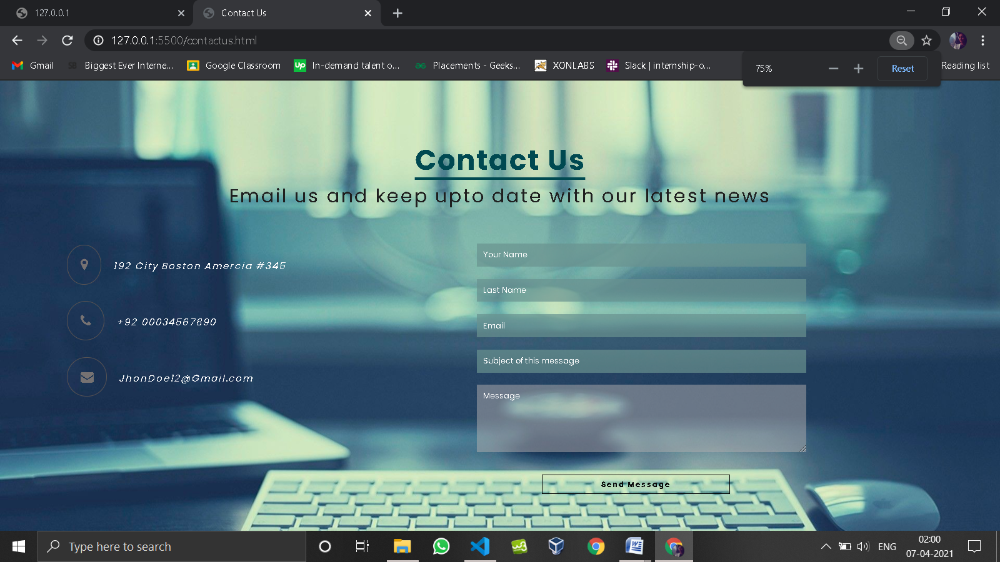 127.0.0.1
Contact Us
127.0.0.1:5500/contactus.html
Gmail
SB
Biggest Ever Interne...
Google Classroom
Up
In-demand talent o...
Placements - Geeks...
XONLABS
Slack | internship-o...
75%
Reset
Reading list
Contact Us
Email us and keep upto date with our latest news
192 City Boston Amercia #345
+92 00034567890
JhonDoe12@Gmail.com
Your Name
Last Name
Email
Subject of this message
Message
Send Message
Type here to search
ENG
02:00
07-04-2021